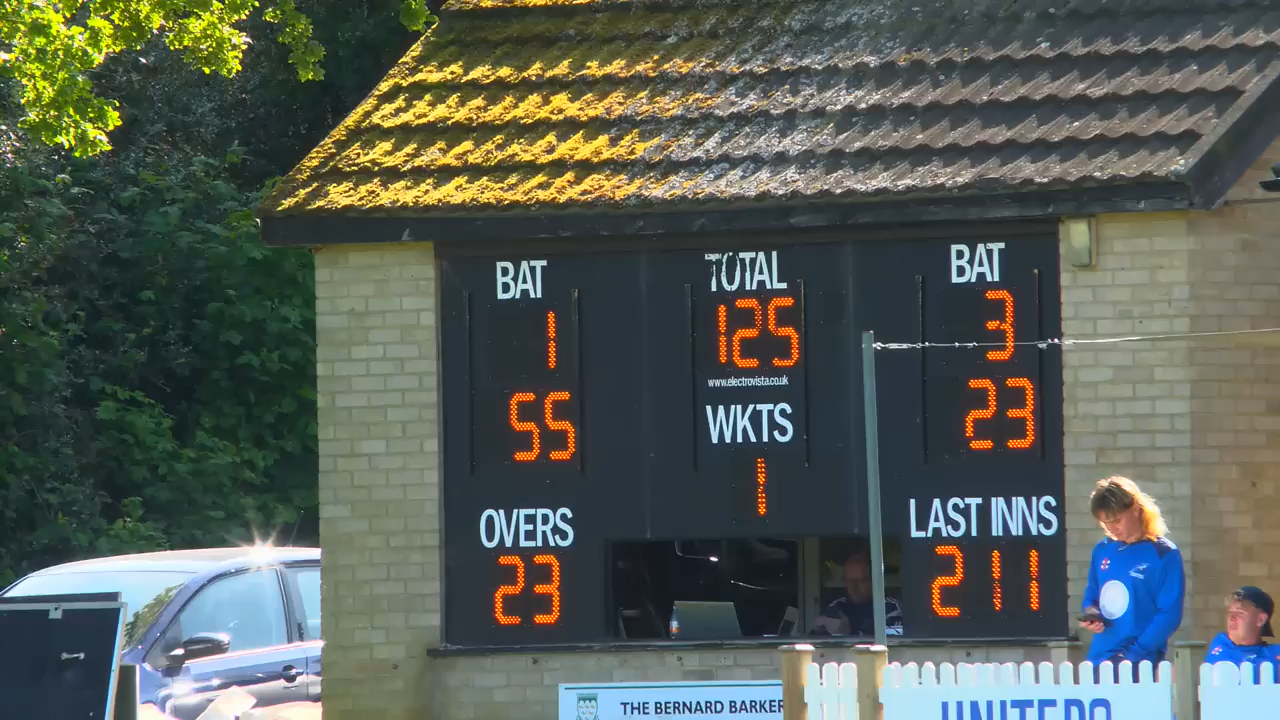 BAT
1
55
TOTAL
125
www.electrovista.co.uk
WKTS
1
BAT
3
23
OVERS
23
LAST INNS
211
THE BERNARD BARKER
UNITERS